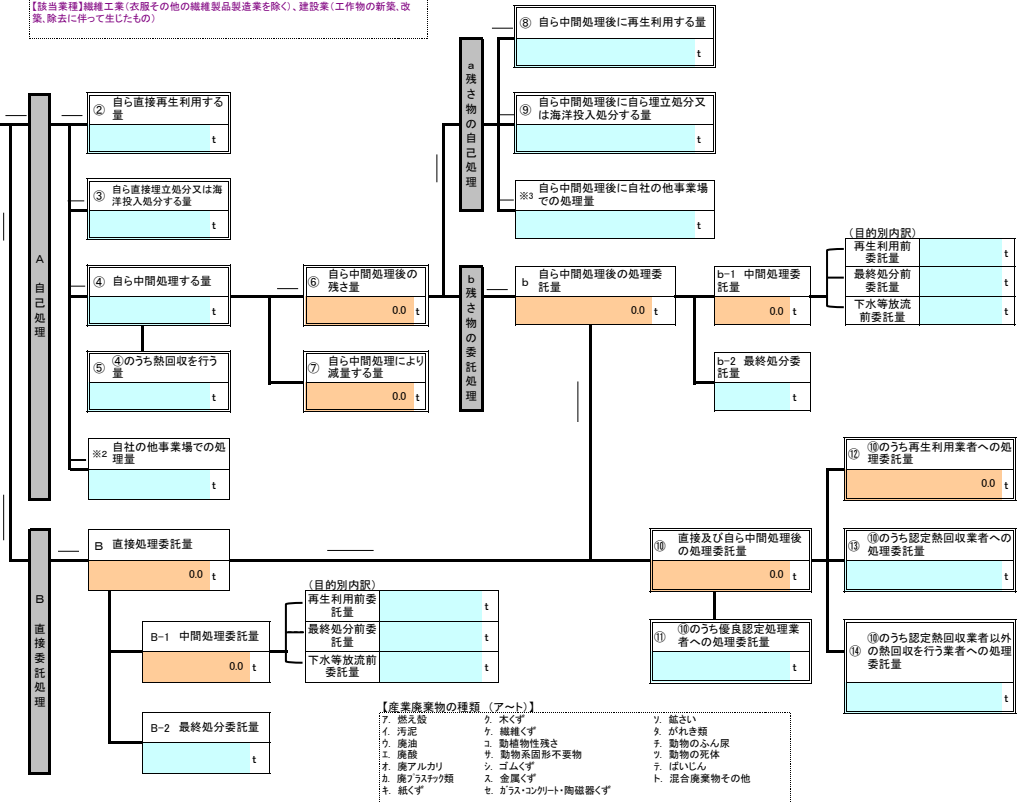 【該当業種】繊維工業（衣服その他の繊維製品製造業を除く）、建設業（工作物の新築、改
築、除去に伴って生じたもの）
⑧ 自ら中間処理後に再生利用する量
t
a 残さ物の自己処理
② 自ら直接再生利用する
量
t
⑨ 自ら中間処理後に自ら埋立処分又
は海洋投入処分する量
t
③ 自ら直接埋立処分又は海
洋投入処分する量
t
※3 自ら中間処理後に自社の他事業場
での処理量
t
A 自己処理
④ 自ら中間処理する量
t
⑥ 自ら中間処理後の
残さ量
0.0 t
b 残さ物の委託処理
b 自ら中間処理後の処理委
託量
0.0 t
b-1 中間処理委
託量
0.0 t
（目的別内訳）
再生利用前
委託量
t
最終処分前
委託量
t
下水等放流
前委託量
t
⑤ ④のうち熱回収を行う
量
t
⑦ 自ら中間処理により
減量する量
0.0 t
b-2 最終処分委
託量
t
※2 自社の他事業場での処
理量
t
⑫ ⑩のうち再生利用業者への処
理委託量
0.0 t
B 直接委託処理
B 直接処理委託量
0.0 t
⑩ 直接及び自ら中間処理後
の処理委託量
0.0 t
⑬ ⑩のうち認定熱回収業者への
処理委託量
t
B-1 中間処理委託量
0.0 t
（目的別内訳）
再生利用前委
託量
t
最終処分前委
託量
t
下水等放流前
委託量
t
⑪ ⑩のうち優良認定処理業
者への処理委託量
t
⑭ ⑩のうち認定熱回収業者以外
の熱回収を行う業者への処理
委託量
t
B-2 最終処分委託量
t
【産業廃棄物の種類 （ア～ト）】
ア. 燃え殻 ク. 木くず ソ. 鉱さい
イ. 汚泥 ケ. 繊維くず タ. がれき類
ウ. 廃油 コ. 動植物性残さ チ. 動物のふん尿
エ. 廃酸 サ. 動物系固形不要物 ツ. 動物の死体
オ. 廃アルカリ シ. ゴムくず テ. ばいじん
カ. 廃プラスチック類 ス. 金属くず ト. 混合廃棄物その他
キ. 紙くず セ. ガラス・コンクリート・陶磁器くず